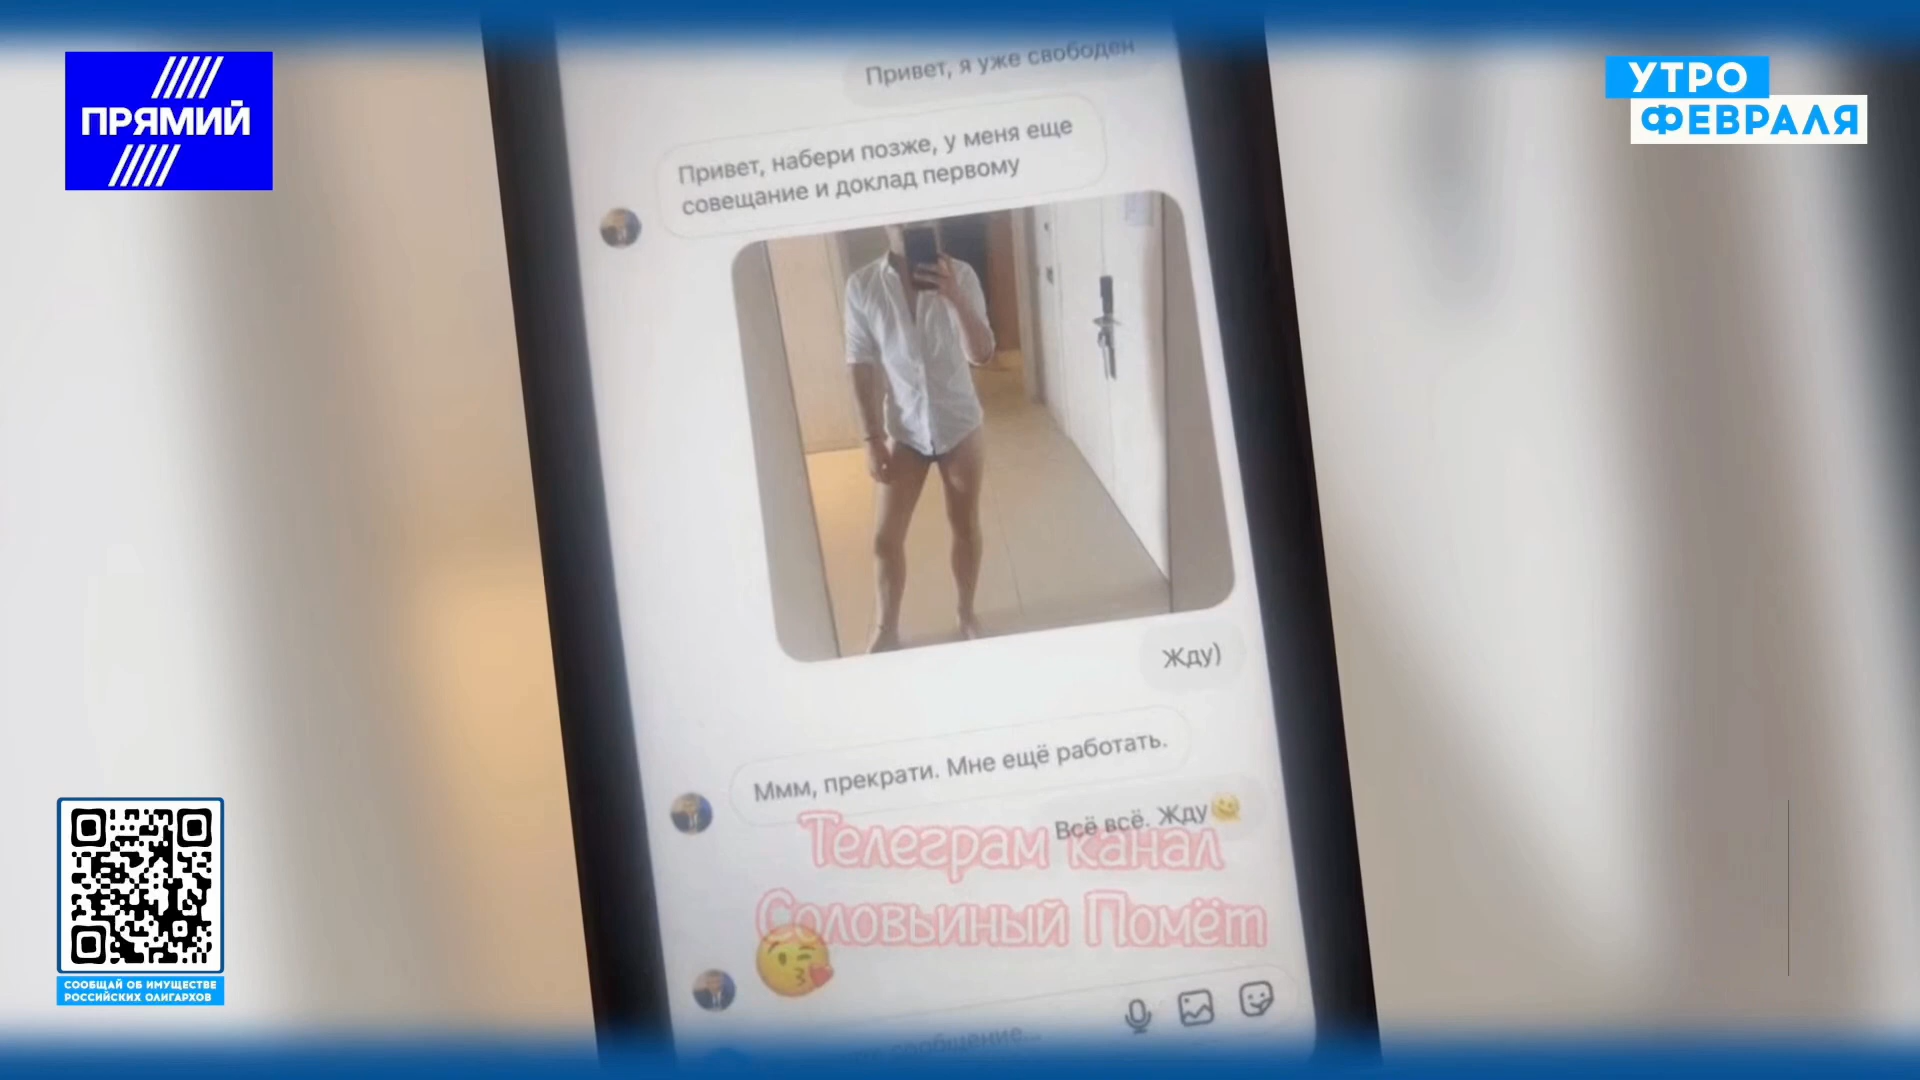 ПРЯМИЙ
УТРО
ФЕВРАЛЯ
Привет, я уже свободен
Привет, набери позже, у меня еще
совещание и доклад первому
Жду)
Ммм, прекрати. Мне ещё работать.
Всё всё. Жду
Телеграм канал
Соловьиный Помёт
сообщение...
СООБЩАЙ ОБ ИМУЩЕСТВЕ
РОССИЙСКИХ ОЛИГАРХОВ